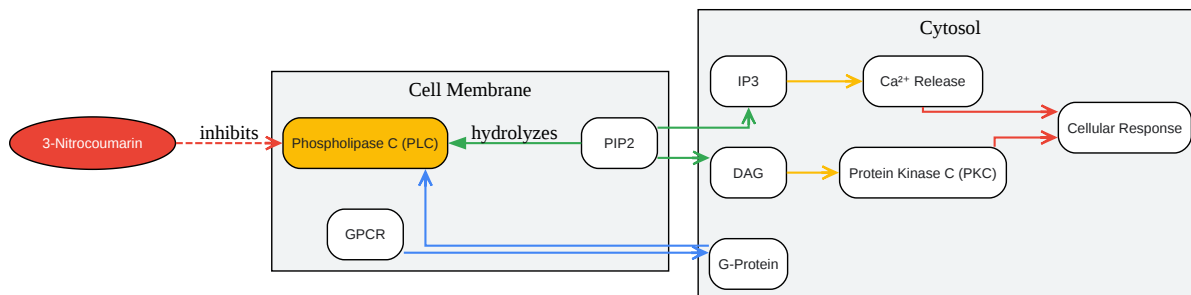 Cytosol
Cell Membrane
3-Nitrocoumarin
inhibits
Phospholipase C (PLC)
hydrolyzes
PIP2
GPCR
IP3
Ca²⁺ Release
DAG
Protein Kinase C (PKC)
Cellular Response
G-Protein